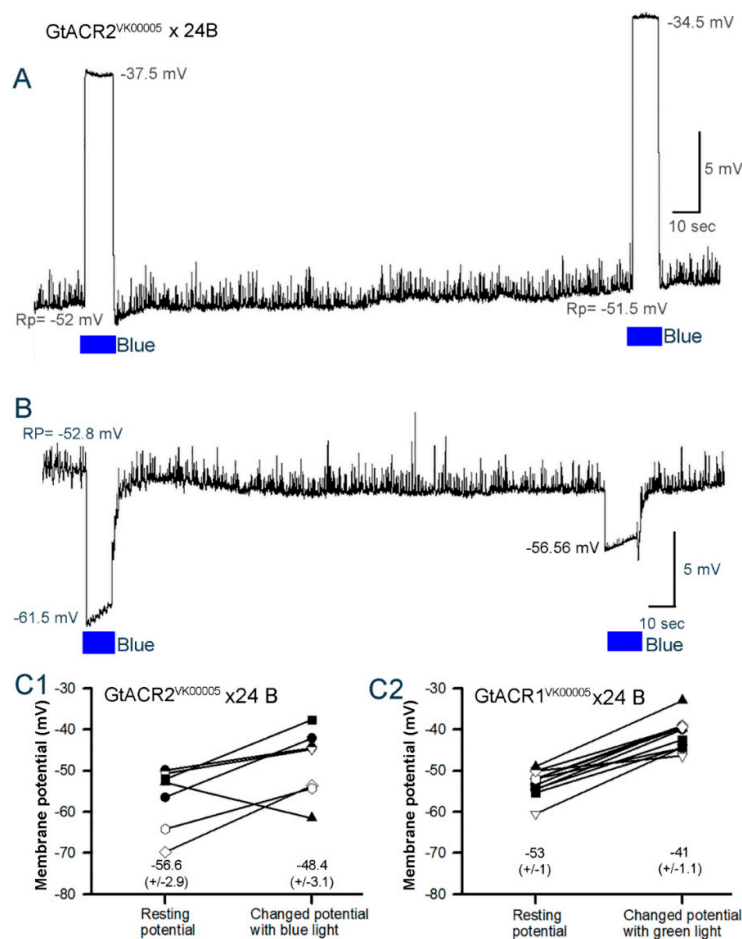 GtACR2VK00005 x 24B
A
-37.5 mV
-34.5 mV
5 mV
10 sec
Rp= -52 mV
Rp= -51.5 mV
Blue
Blue
B
RP= -52.8 mV
-56.56 mV
5 mV
-61.5 mV
10 sec
Blue
Blue
C1
GtACR2VK00005 x24 B
Membrane potential (mV)
-30
-40
-50
-60
-70
-80
-56.6
(+/-2.9)
-48.4
(+/-3.1)
Resting
potential
Changed potential
with blue light
C2
GtACR1VK00005 x24 B
Membrane potential (mV)
-30
-40
-50
-60
-70
-80
-53
(+/-1)
-41
(+/-1.1)
Resting
potential
Changed potential
with green light